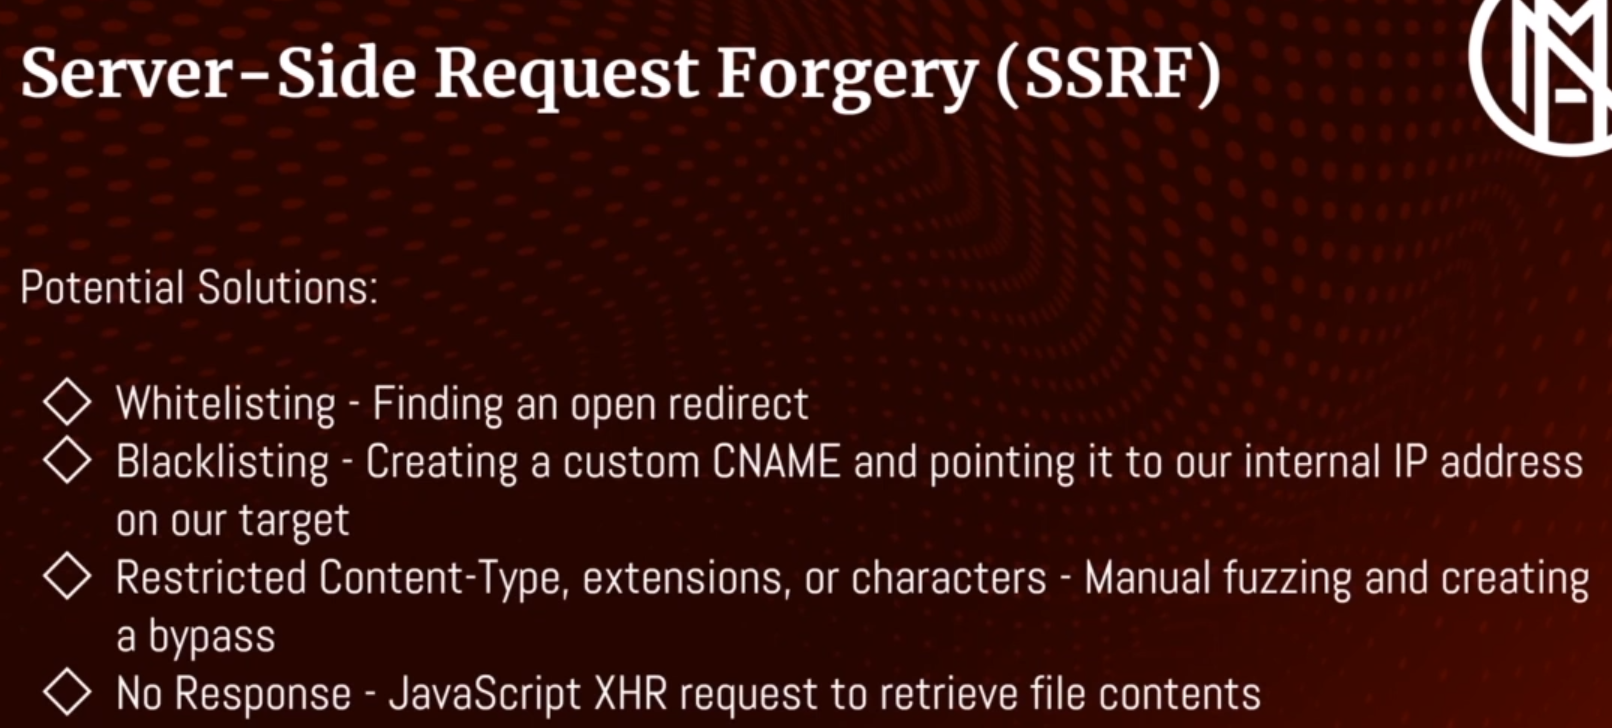 Server-Side Request Forgery (SSRF)
Potential Solutions:
Whitelisting - Finding an open redirect
Blacklisting - Creating a custom CNAME and pointing it to our internal IP address
on our target
Restricted Content-Type, extensions, or characters - Manual fuzzing and creating
a bypass
No Response - JavaScript XHR request to retrieve file contents